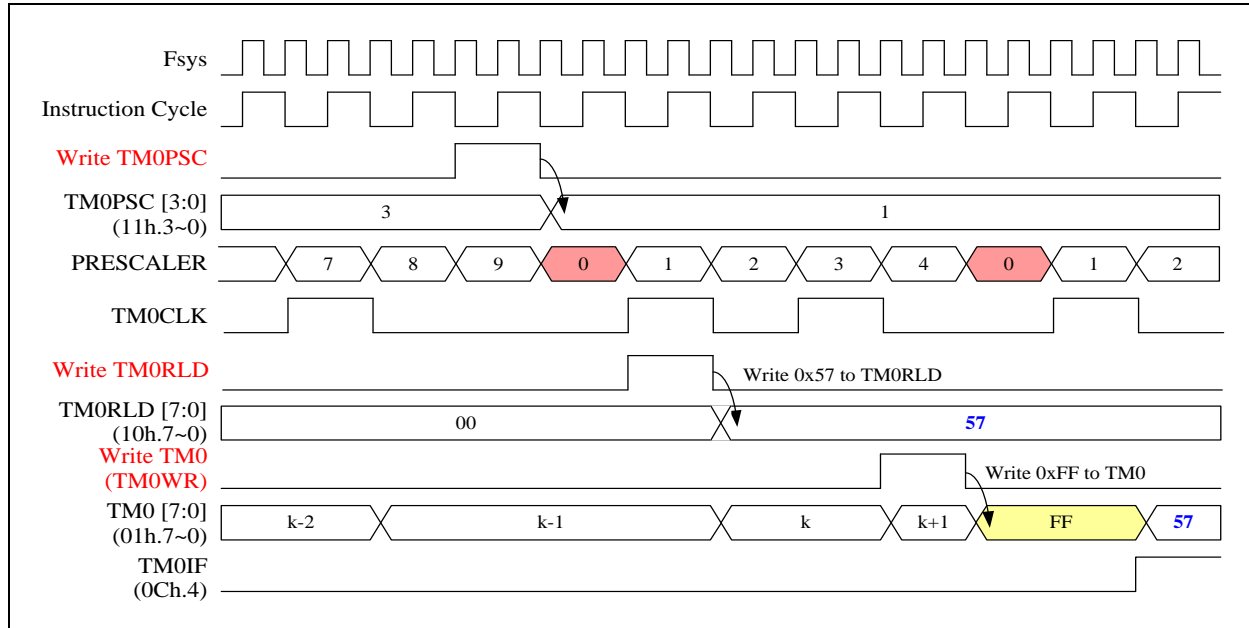 Fsys
Instruction Cycle
Write TM0PSC
TM0PSC [3:0]
(11h.3~0)
3
1
PRESCALER
7
8
9
0
1
2
3
4
0
1
2
TM0CLK
Write TM0RLD
Write 0x57 to TM0RLD
TM0RLD [7:0]
(10h.7~0)
00
57
Write TM0
(TM0WR)
Write 0xFF to TM0
TM0 [7:0]
(01h.7~0)
k-2
k-1
k
k+1
FF
57
TM0IF
(0Ch.4)